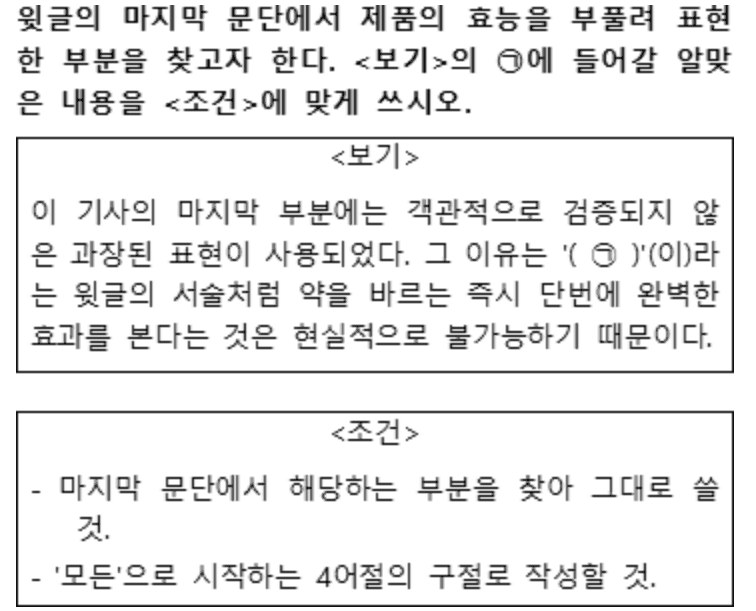 윗글의 마지막 문단에서 제품의 효능을 부풀려 표현
한 부분을 찾고자 한다. <보기>의 ㉠에 들어갈 알맞
은 내용을 <조건>에 맞게 쓰시오.
<보기>
이 기사의 마지막 부분에는 객관적으로 검증되지 않
은 과장된 표현이 사용되었다. 그 이유는 '( ㉠ )'(이)라
는 윗글의 서술처럼 약을 바르는 즉시 단번에 완벽한
효과를 본다는 것은 현실적으로 불가능하기 때문이다.
<조건>
- 마지막 문단에서 해당하는 부분을 찾아 그대로 쓸
것.
- '모든'으로 시작하는 4어절의 구절로 작성할 것.